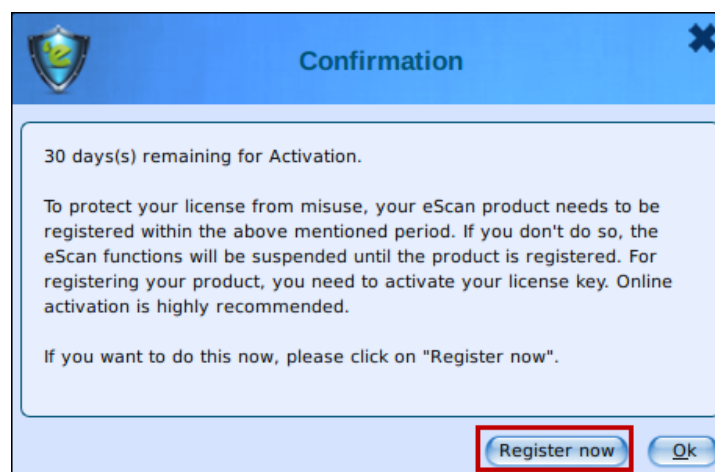 Confirmation
30 days(s) remaining for Activation.
To protect your license from misuse, your eScan product needs to be
registered within the above mentioned period. If you don't do so, the
eScan functions will be suspended until the product is registered. For
registering your product, you need to activate your license key. Online
activation is highly recommended.
If you want to do this now, please click on "Register now".
Register now
Ok